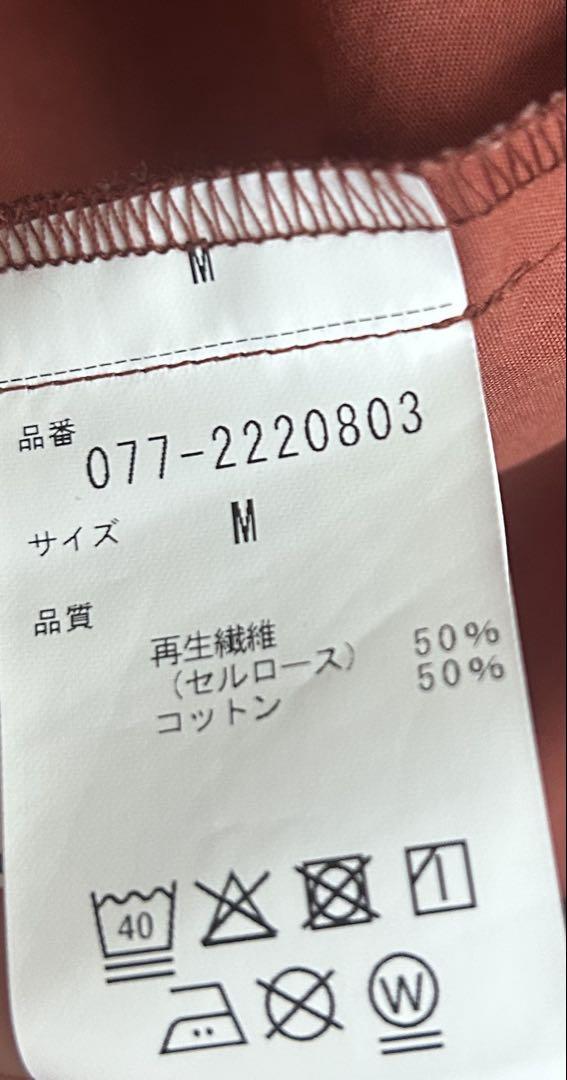 M
品番 077-2220803
サイズ M
品質
再生繊維 50%
(セルロース) 50%
コットン
40
W